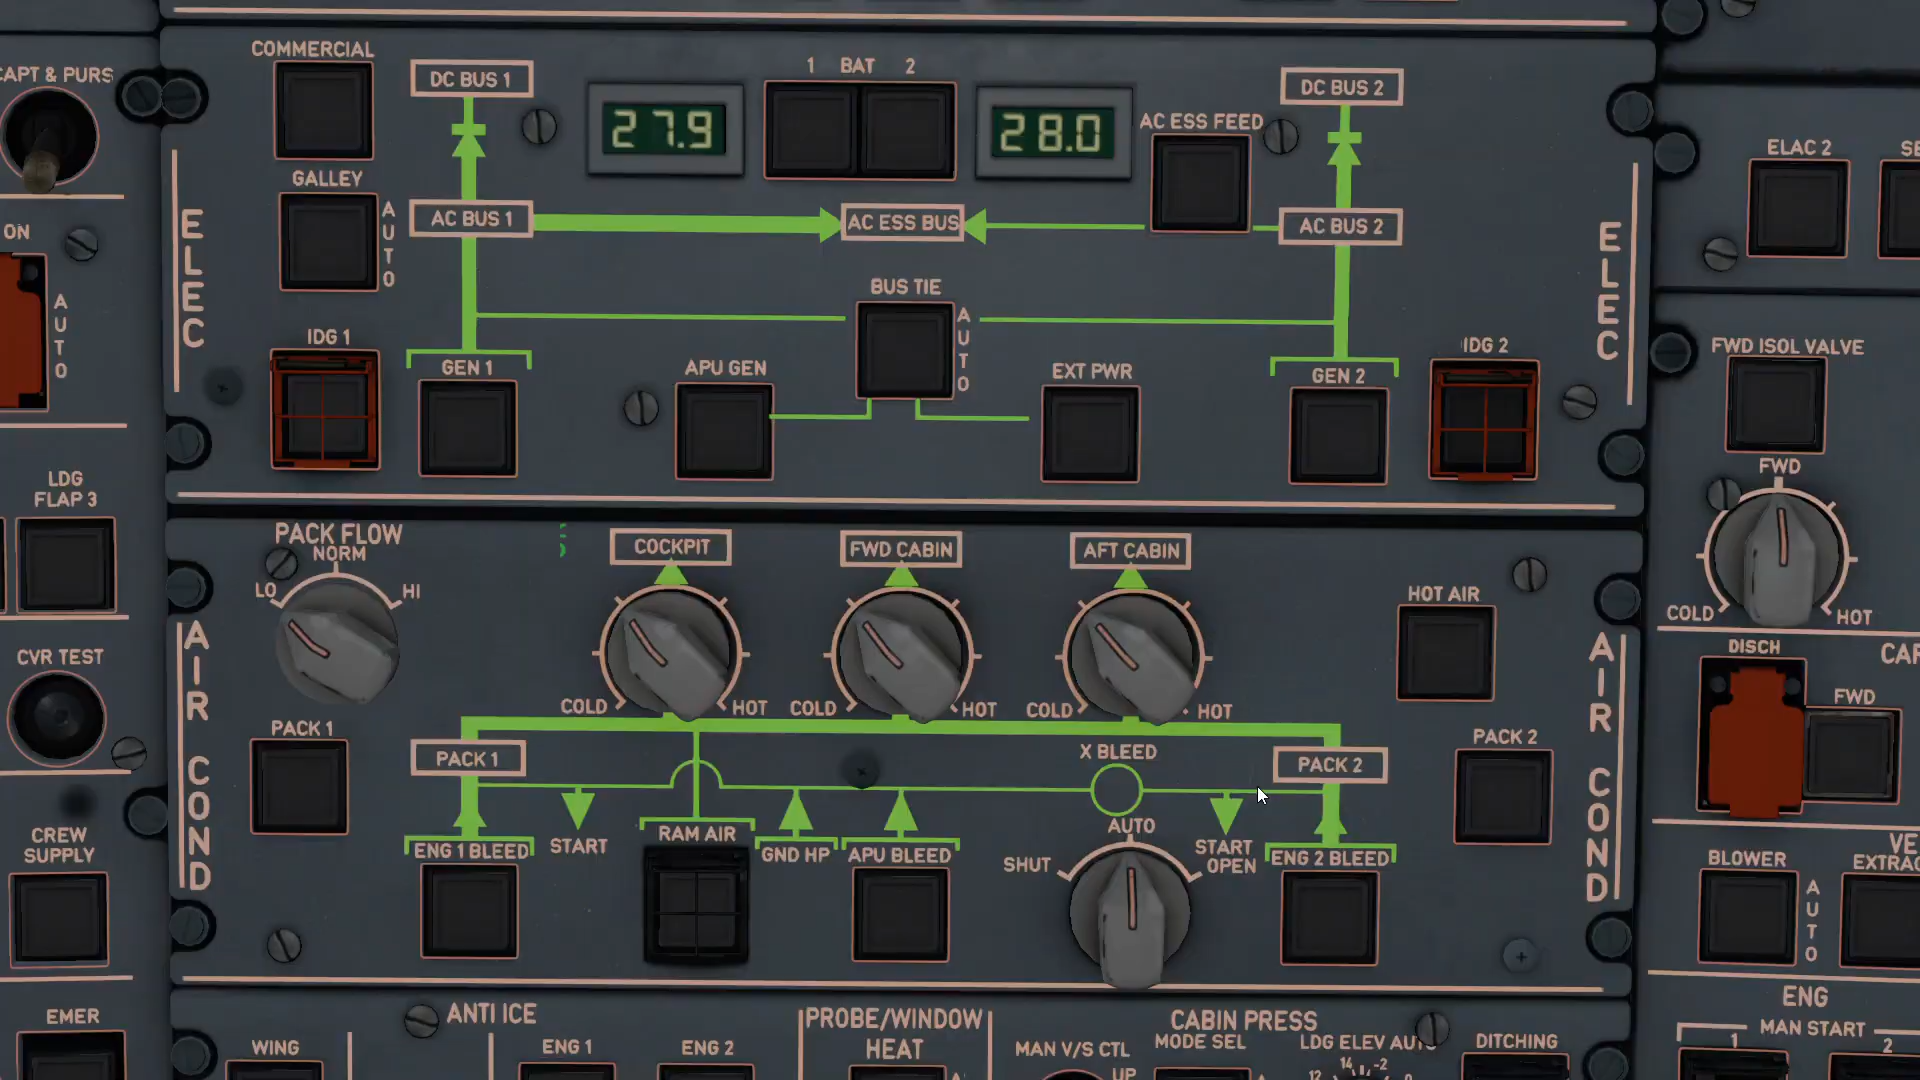 CAPT & PURS
ON
AUTO
LDG
FLAP 3
CVR TEST
CREW
SUPPLY
EMER
COMMERCIAL
DC BUS 1
27.9
1 BAT 2
28.0
AC ESS FEED
DC BUS 2
GALLEY
AUTO
AC BUS 1
AC ESS BUS
AC BUS 2
ELEC
ELEC
BUS TIE
AUTO
IDG 1
GEN 1
APU GEN
EXT PWR
GEN 2
IDG 2
PACK FLOW
LO
NORM
HI
COCKPIT
FWD CABIN
AFT CABIN
COLD
HOT
COLD
HOT
COLD
HOT
HOT AIR
AIR COND
AIR COND
PACK 1
PACK 1
X BLEED
PACK 2
PACK 2
ENG 1 BLEED
START
RAM AIR
GND HP
APU BLEED
SHUT
AUTO
START
OPEN
ENG 2 BLEED
ANTI ICE
WING
ENG 1
ENG 2
PROBE/WINDOW
HEAT
CABIN PRESS
MAN V/S CTL
UP
MODE SEL
LDG ELEV AUTO
14
-2
12
DITCHING
ELAC 2
FWD ISOL VALVE
FWD
COLD
HOT
DISCH
FWD
BLOWER
AUTO
ENG
MAN START
1
2